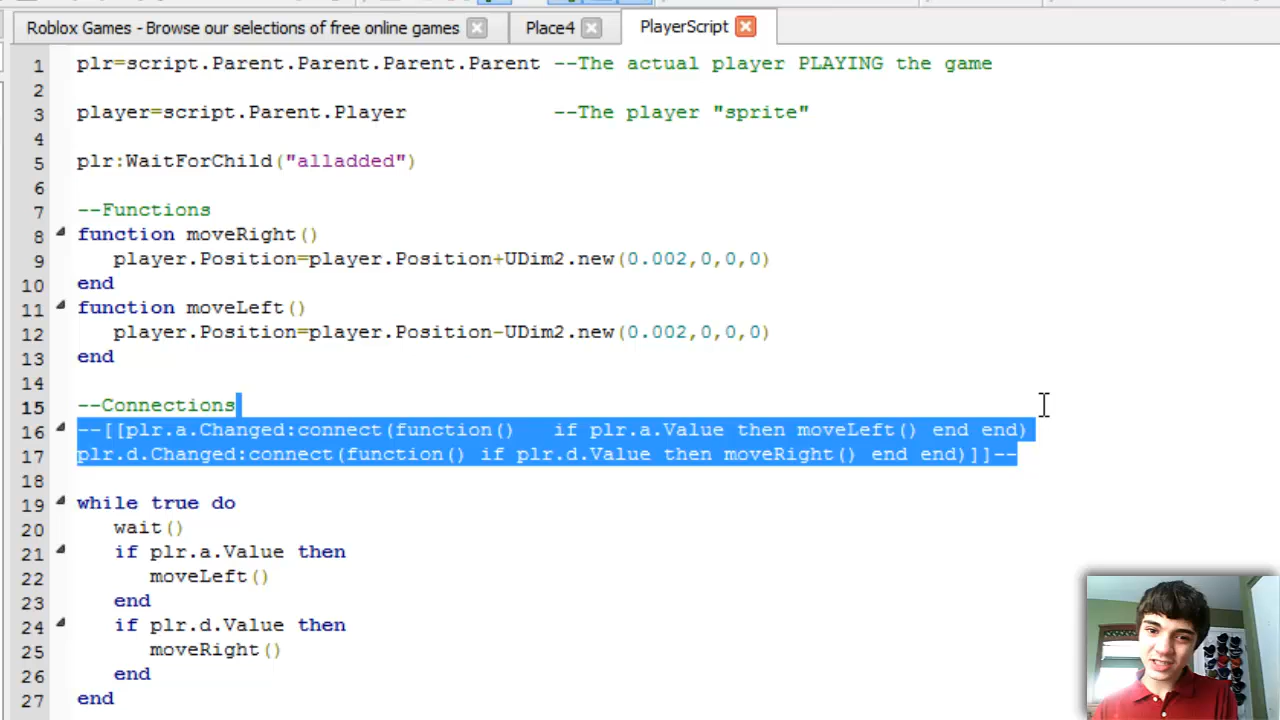 Roblox Games - Browse our selections of free online games
Place4
PlayerScript
1 plr=script.Parent.Parent.Parent.Parent --The actual player PLAYING the game
2
3 player=script.Parent.Player --The player "sprite"
4
5 plr:WaitForChild("alladded")
6
7 --Functions
8 function moveRight()
9 player.Position=player.Position+UDim2.new(0.002,0,0,0)
10 end
11 function moveLeft()
12 player.Position=player.Position-UDim2.new(0.002,0,0,0)
13 end
14
15 --Connections
16 --[[plr.a.Changed:connect(function() if plr.a.Value then moveLeft() end end)
17 plr.d.Changed:connect(function() if plr.d.Value then moveRight() end end)]]--
18
19 while true do
20 wait()
21 if plr.a.Value then
22 moveLeft()
23 end
24 if plr.d.Value then
25 moveRight()
26 end
27 end